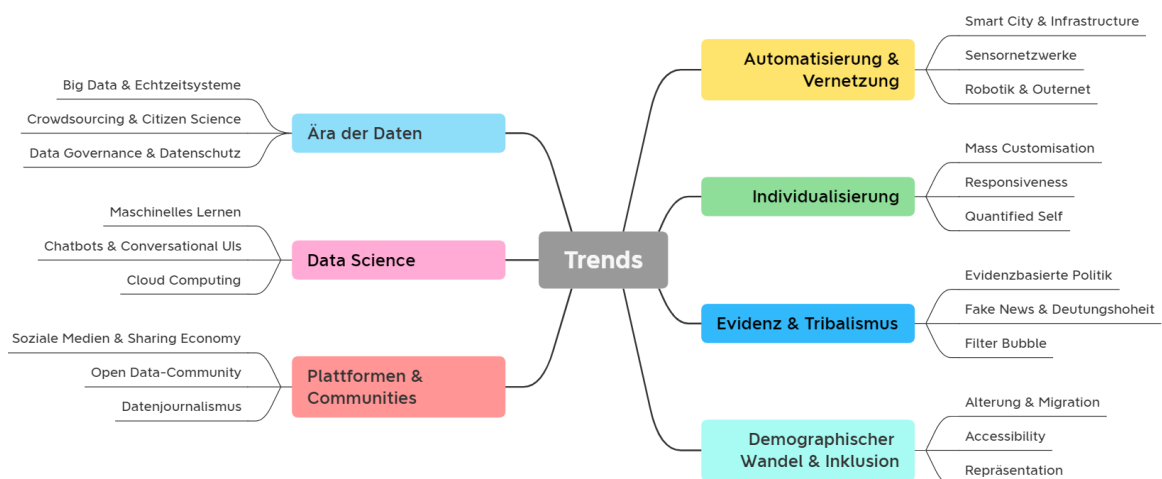 Trends
Ära der Daten
Big Data & Echtzeitsysteme
Crowdsourcing & Citizen Science
Data Governance & Datenschutz
Data Science
Maschinelles Lernen
Chatbots & Conversational UIs
Cloud Computing
Plattformen &
Communities
Soziale Medien & Sharing Economy
Open Data-Community
Datenjournalismus
Automatisierung &
Vernetzung
Smart City & Infrastructure
Sensornetzwerke
Robotik & Outernet
Individualisierung
Mass Customisation
Responsiveness
Quantified Self
Evidenz & Tribalismus
Evidenzbasierte Politik
Fake News & Deutungshoheit
Filter Bubble
Demographischer
Wandel & Inklusion
Alterung & Migration
Accessibility
Repräsentation